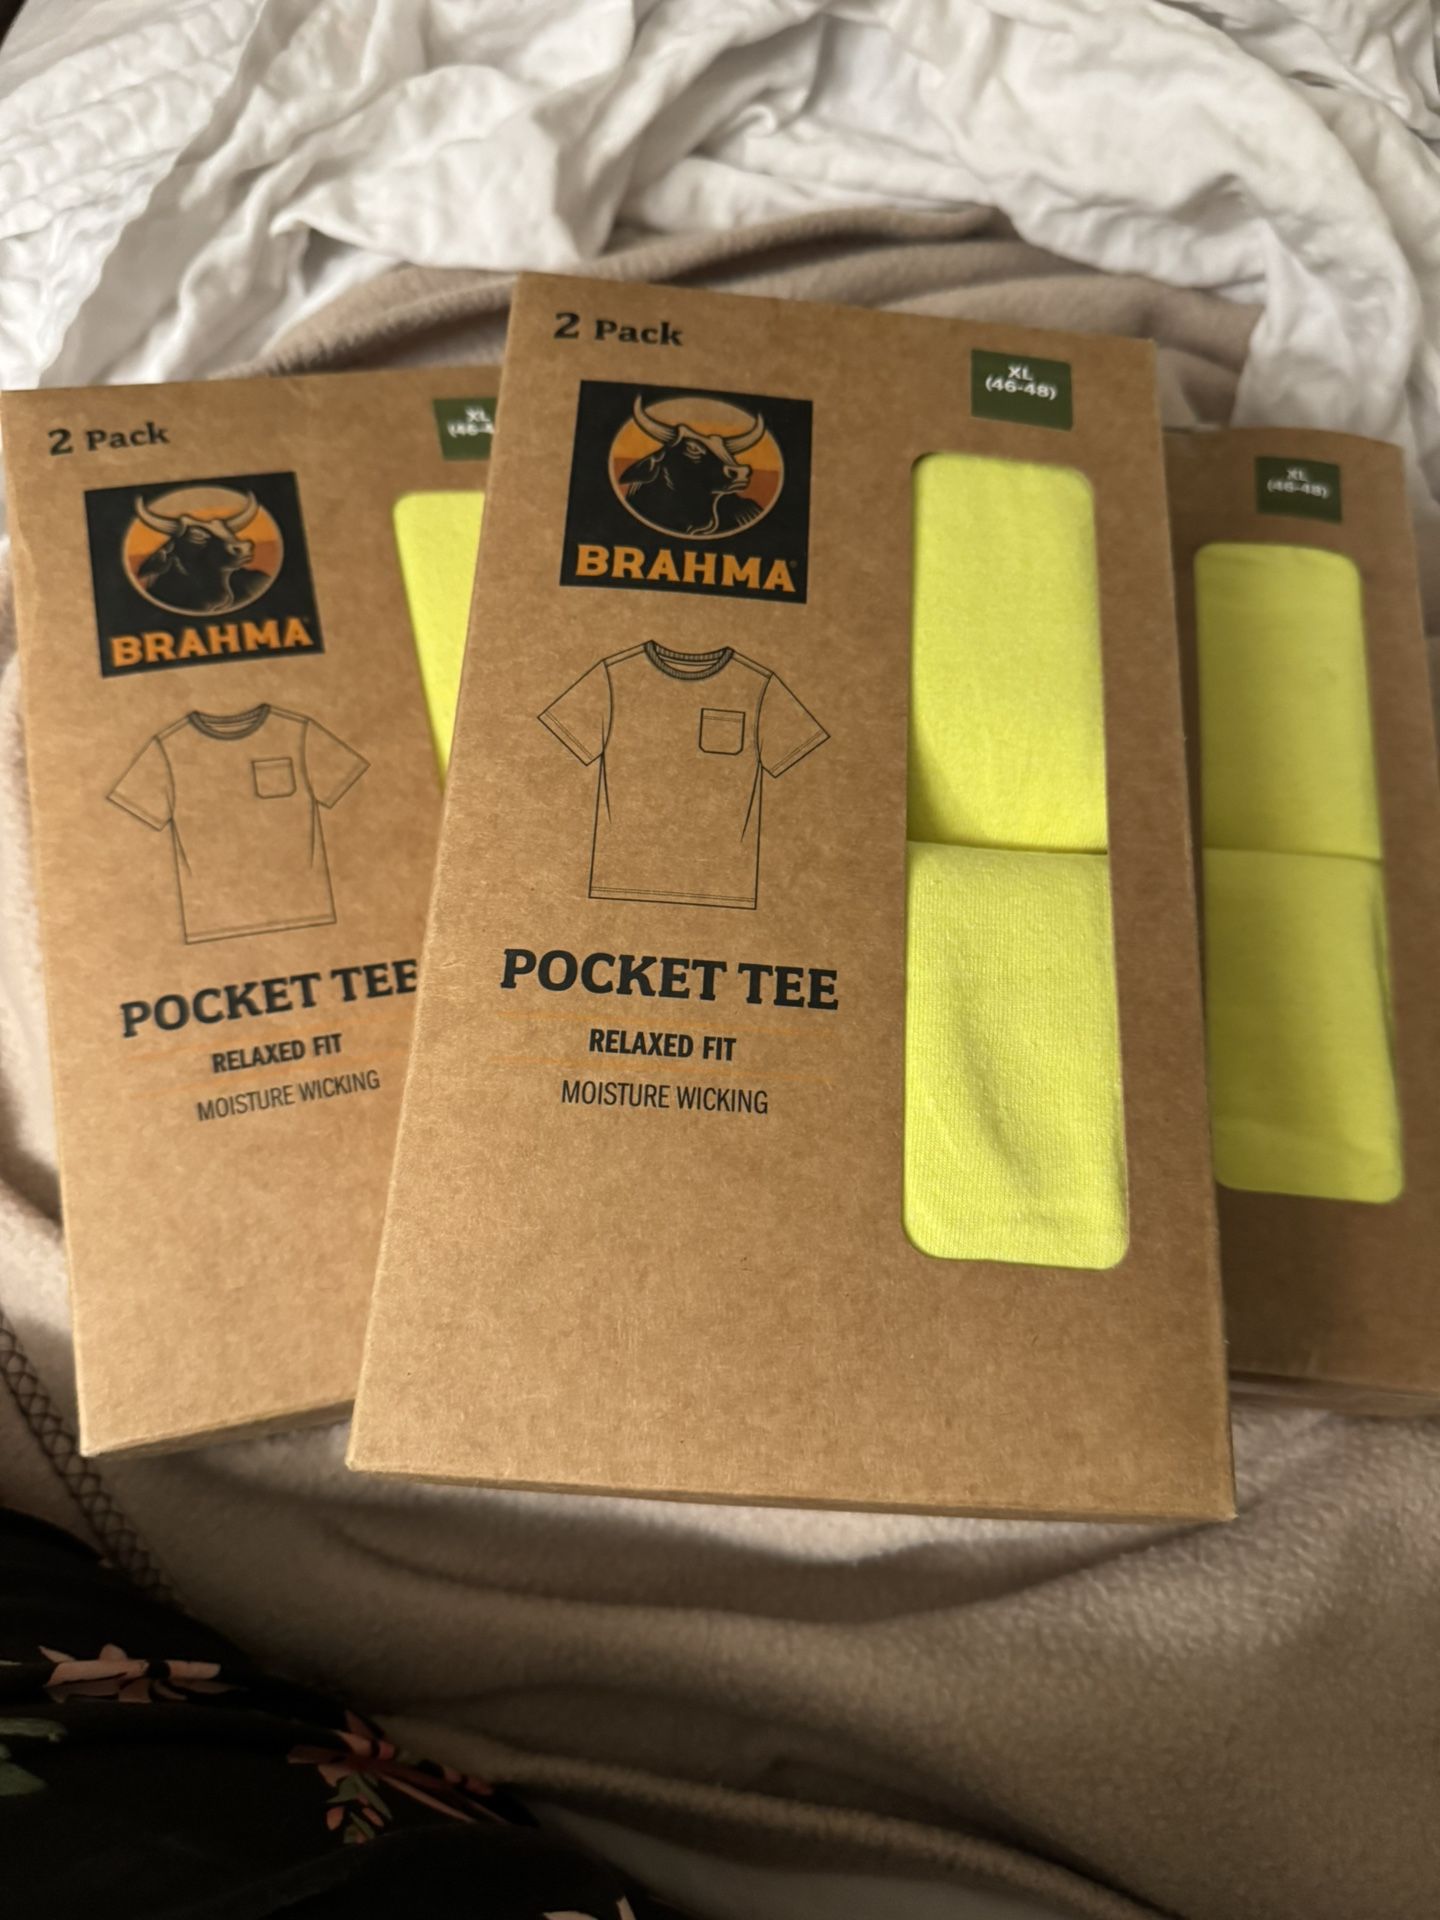 2 Pack
XL
BRAHMA
POCKET TEE
RELAXED FIT
MOISTURE WICKING
2 Pack
XL
(46-48)
BRAHMA
POCKET TEE
RELAXED FIT
MOISTURE WICKING
XL
(46-48)